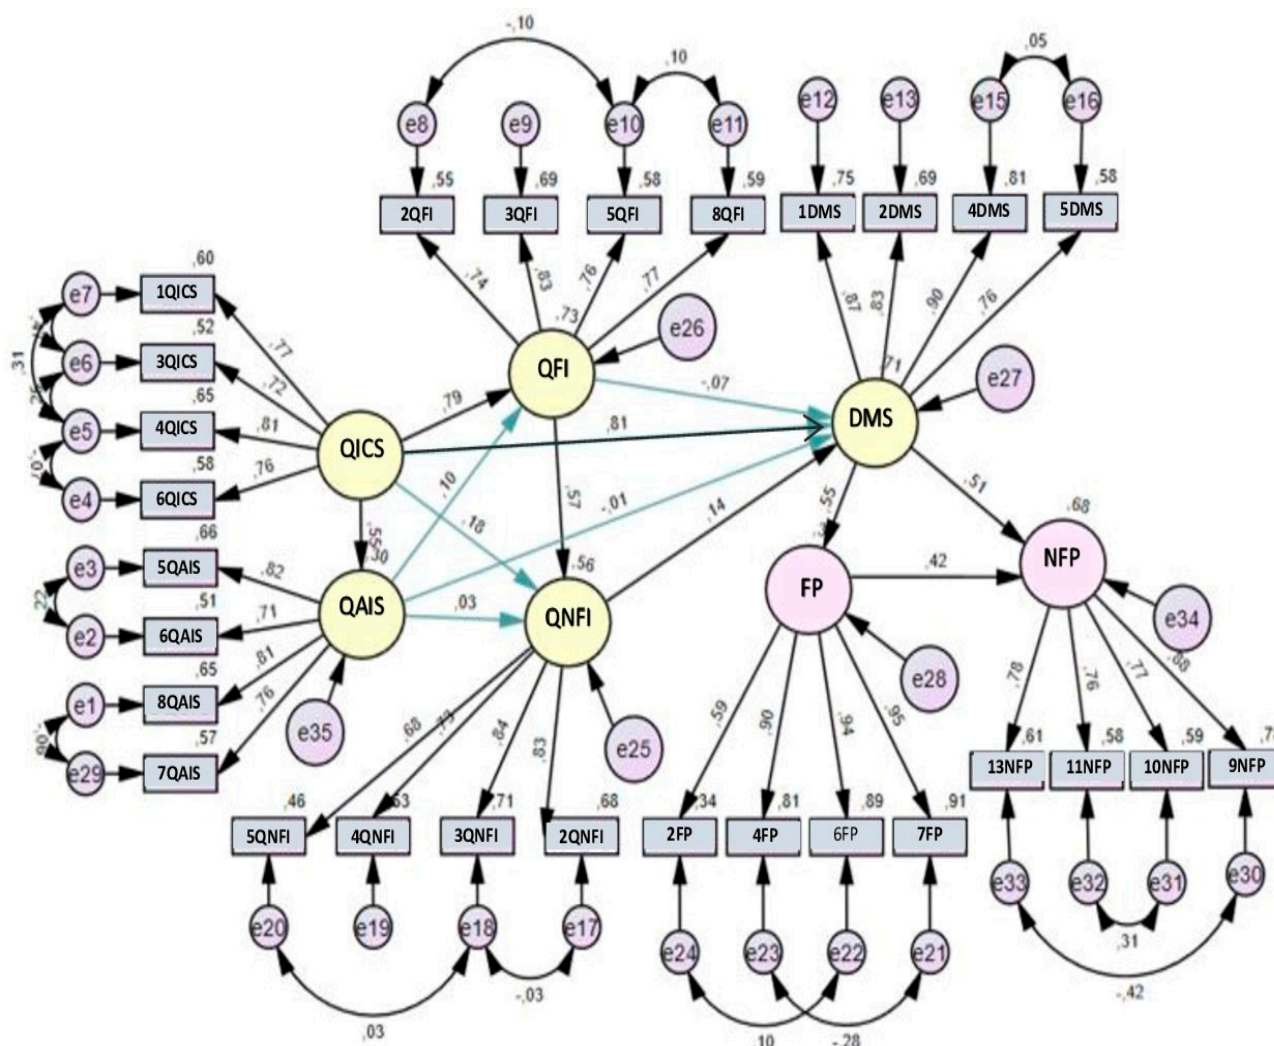 -,10
,10
,05
e8
e9
e10
e11
e12
e13
e15
e16
,55
,69
,58
,59
,75
,69
,81
,58
2QFI
3QFI
5QFI
8QFI
1DMS
2DMS
4DMS
5DMS
,74
,83
,76
,77
,87
,83
,90
,76
,60
e7
1QICS
,52
e6
3QICS
,31
,65
e5
4QICS
,58
-,07
e4
6QICS
,77
,72
,81
,76
QICS
,73
QFI
e26
,71
DMS
e27
,79
-,07
,81
,10
,18
,57
-,01
,14
,55
,30
,66
e3
5QAIS
,22
,51
e2
6QAIS
,65
e1
8QAIS
,57
e29
7QAIS
,82
,71
,81
,76
QAIS
,03
,56
QNFI
e35
e25
,55
,51
FP
,42
,68
NFP
e28
e34
,68
,73
,84
,83
,59
,90
,94
,95
,78
,76
,77
,88
,46
,71
,68
,34
,81
,89
,91
,61
,58
,59
5QNFI
4QNFI
3QNFI
2QNFI
2FP
4FP
6FP
7FP
13NFP
11NFP
10NFP
9NFP
e20
e19
e18
e17
e24
e23
e22
e21
e33
e32
e31
e30
,03
-,03
,10
-,28
,31
-,42